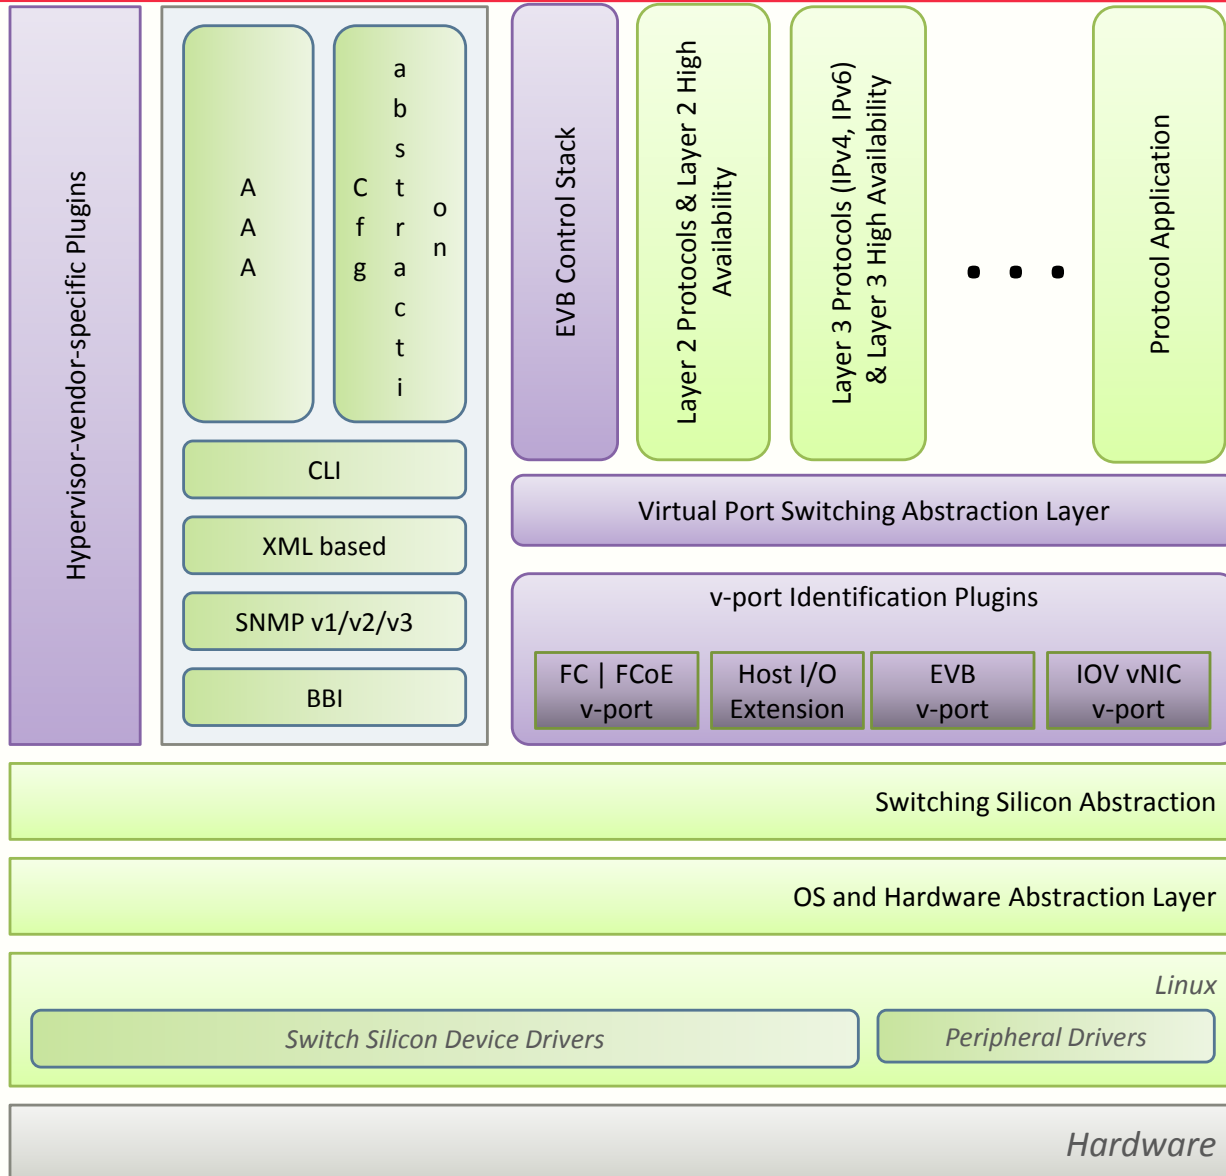 Hypervisor-vendor-specific Plugins
A
A
A
Cfg
abstracti
on
CLI
XML based
SNMP v1/v2/v3
BBI
EVB Control Stack
Layer 2 Protocols & Layer 2 High
Availability
Layer 3 Protocols (IPv4, IPv6)
& Layer 3 High Availability
...
Protocol Application
Virtual Port Switching Abstraction Layer
v-port Identification Plugins
FC | FCoE
v-port
Host I/O
Extension
EVB
v-port
IOV vNIC
v-port
Switching Silicon Abstraction
OS and Hardware Abstraction Layer
Linux
Switch Silicon Device Drivers
Peripheral Drivers
Hardware